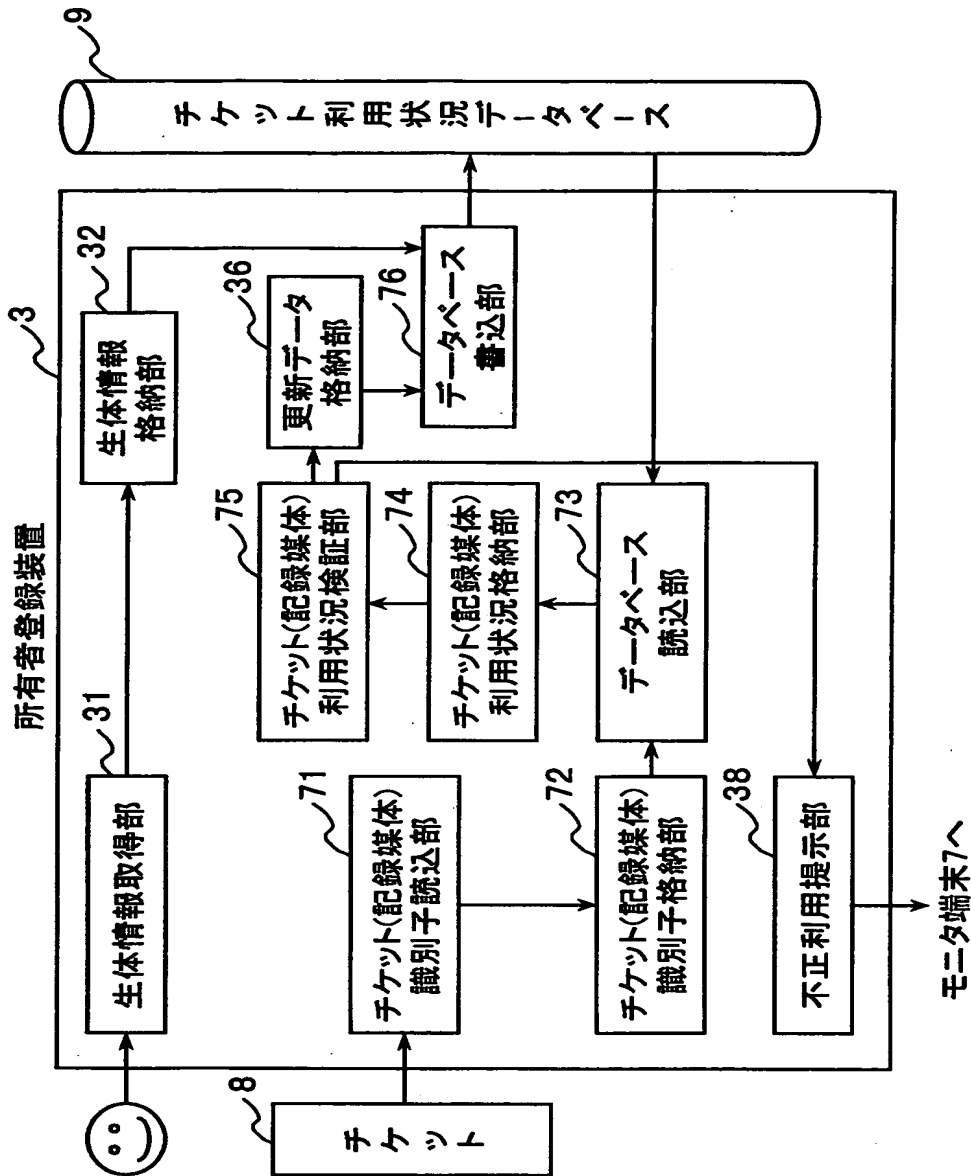 所有者登録装置
3
31
生体情報取得部
32
生体情報
格納部
9
チケット利用状況データベース
8
チケット
71
チケット(記録媒体)
識別子読込部
75
チケット(記録媒体)
利用状況検証部
36
更新データ
格納部
74
チケット(記録媒体)
利用状況格納部
76
データベース
書込部
72
チケット(記録媒体)
識別子格納部
73
データベース
読込部
38
不正利用提示部
モニタ端末7へ